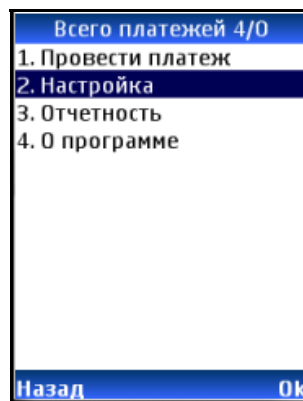 Всего платежей 4/0
1. Провести платеж
2. Настройка
3. Отчетность
4. О программе
Назад Ok